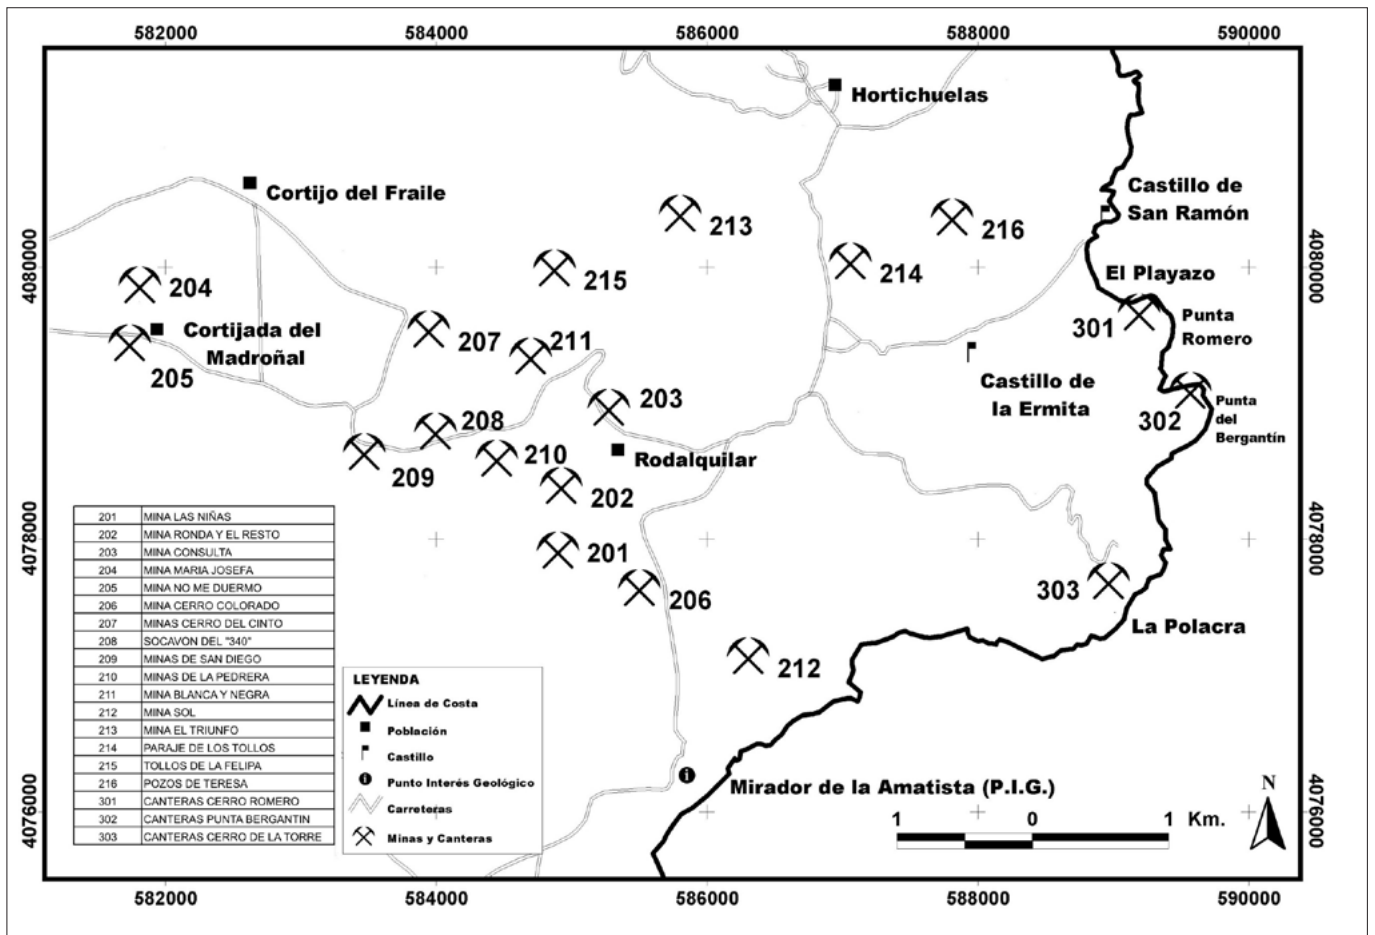 582000 584000 586000 588000 590000
Hortichuelas
Cortijo del Fraile
Castillo de
San Ramón
213
216
4080000
4080000
215
214
El Playazo
204
301
Punta
Romero
Cortijada del
Madroñal
207
211
205
Castillo de
la Ermita
203
302
Punta
del
Bergantín
208
210
Rodalquilar
209
202
4078000
4078000
201
206
303
La Polacra
212
201 MINA LAS NIÑAS
202 MINA RONDA Y EL RESTO
203 MINA CONSULTA
204 MINA MARIA JOSEFA
205 MINA NO ME DUERMO
206 MINA CERRO COLORADO
207 MINAS CERRO DEL CINTO
208 SOCAVON DEL "340"
209 MINAS DE SAN DIEGO
210 MINAS DE LA PEDRERA
211 MINA BLANCA Y NEGRA
212 MINA SOL
213 MINA EL TRIUNFO
214 PARAJE DE LOS TOLLOS
215 TOLLOS DE LA FELIPA
216 POZOS DE TERESA
301 CANTERAS CERRO ROMERO
302 CANTERAS PUNTA BERGANTIN
303 CANTERAS CERRO DE LA TORRE
LEYENDA
Línea de Costa
Población
Castillo
i Punto Interés Geológico
Carreteras
Minas y Canteras
i
Mirador de la Amatista (P.I.G.)
1 0 1 Km.
N
4076000
4076000
582000 584000 586000 588000 590000